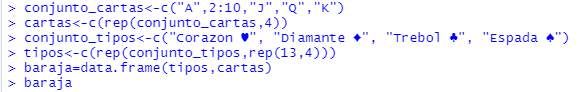 > conjunto_cartas<-c("A",2:10,"J","Q","K")
> cartas<-c(rep(conjunto_cartas,4))
> conjunto_tipos<-c("Corazon ♥", "Diamante ♦", "Trebol ♣", "Espada ♠")
> tipos<-c(rep(conjunto_tipos,rep(13,4)))
> baraja=data.frame(tipos,cartas)
> baraja